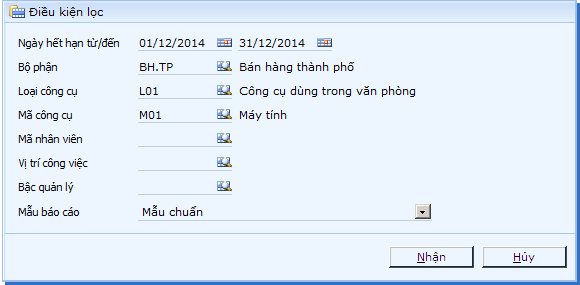 Điều kiện lọc
Ngày hết hạn từ/đến 01/12/2014 31/12/2014
Bộ phận BH.TP Bán hàng thành phố
Loại công cụ L01 Công cụ dùng trong văn phòng
Mã công cụ M01 Máy tính
Mã nhân viên
Vị trí công việc
Bậc quản lý
Mẫu báo cáo Mẫu chuẩn
Nhận Hủy